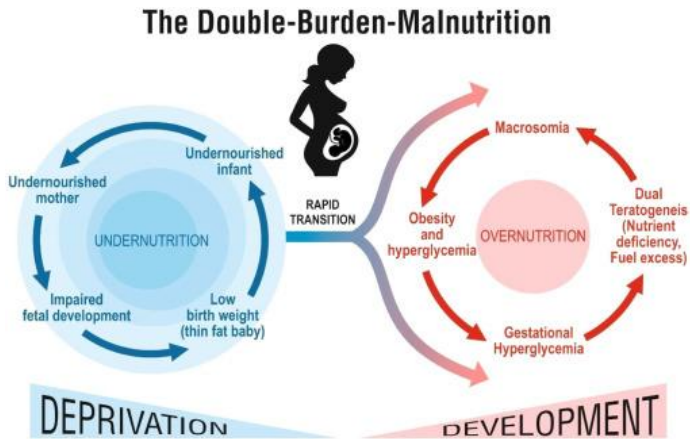 The Double-Burden-Malnutrition
Undernourished
infant
Undernourished
mother
UNDERNUTRITION
Impaired
fetal development
Low
birth weight
(thin fat baby)
RAPID
TRANSITION
Macrosomia
Obesity
and
hyperglycemia
OVERNUTRITION
Dual
Teratogeneis
(Nutrient
deficiency,
Fuel excess)
Gestational
Hyperglycemia
DEPRIVATION
DEVELOPMENT